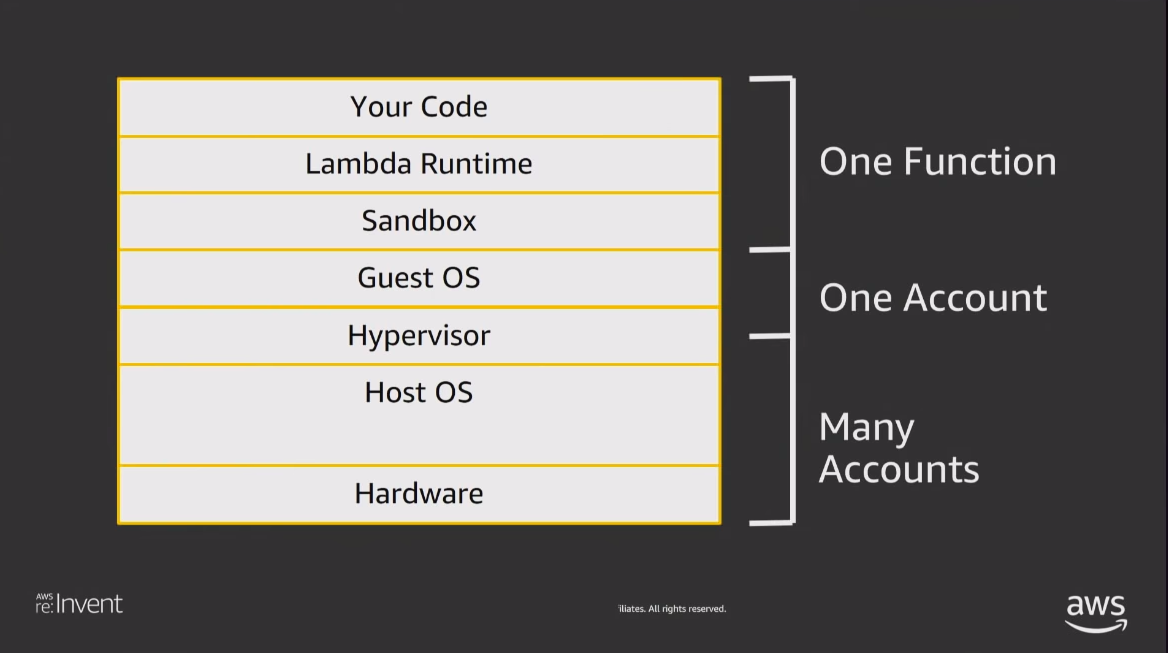 Your Code
Lambda Runtime
Sandbox
Guest OS
Hypervisor
Host OS
Hardware
One Function
One Account
Many
Accounts
AWS
re:Invent
iliates. All rights reserved.
aws